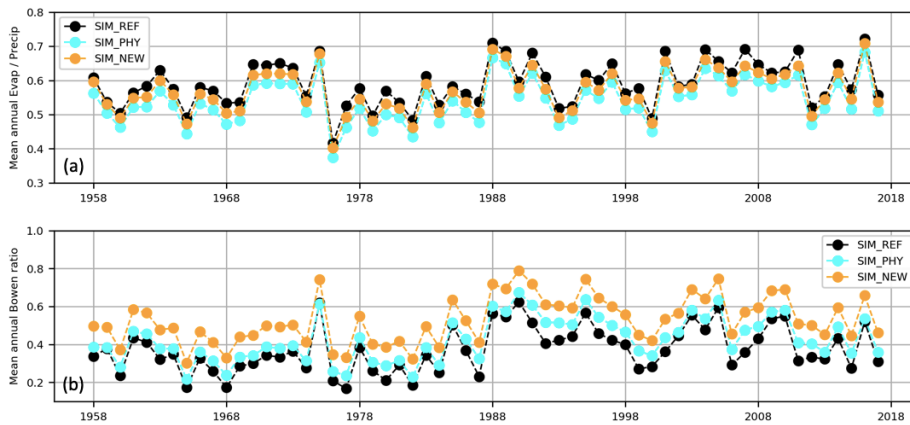 Mean annual Evap / Precip
0.8
0.7
0.6
0.5
0.4
0.3
SIM_REF
SIM_PHY
SIM_NEW
(a)
1958 1968 1978 1988 1998 2008 2018
Mean annual Bowen ratio
1.0
0.8
0.6
0.4
0.2
SIM_REF
SIM_PHY
SIM_NEW
(b)
1958 1968 1978 1988 1998 2008 2018